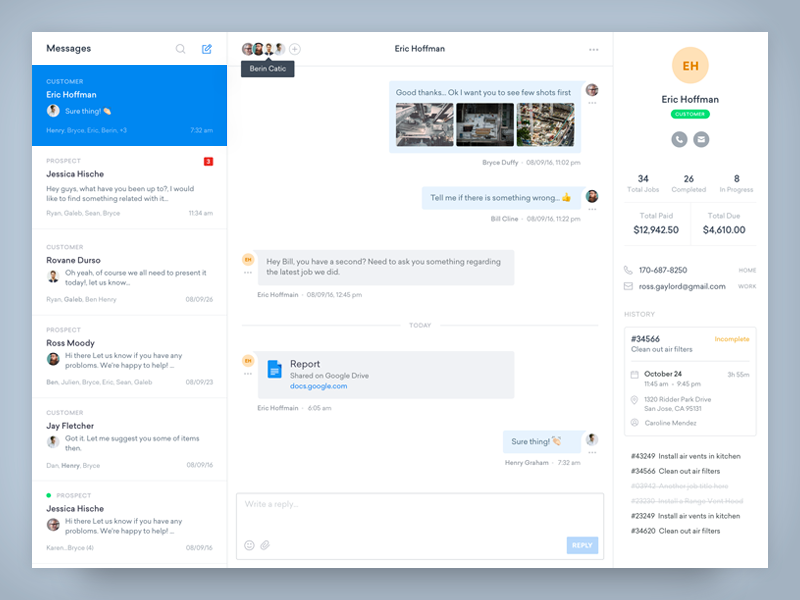 Messages
CUSTOMER
Eric Hoffman
Sure thing! 👏🏻
Henry, Bryce, Eric, Berin, +3
7:32 am
PROSPECT
3
Jessica Hische
Hey guys, what have you been up to?, I would
like to find something related with it...
Ryan, Galeb, Sean, Bryce
11:34 am
CUSTOMER
Rovane Durso
Oh yeah, of course we all need to present it
today!, let us know...
Ryan, Galeb, Ben Henry
08/09/26
PROSPECT
Ross Moody
Hi there Let us know if you have any
probloms. We're happy to help! ...
Ben, Julien, Bryce, Eric, Sean, Galeb
08/09/23
CUSTOMER
Jay Fletcher
Got it. Let me suggest you some of items
then.
Dan, Henry, Bryce
08/09/16
PROSPECT
Jessica Hische
Hi there Let us know if you have any
probloms. We're happy to help! ...
Karen...Bryce (4)
08/09/16
Berin Catic
Eric Hoffman
Good thanks... Ok I want you to see few shots first
Bryce Duffy · 08/09/16, 11:02 pm
Tell me if there is something wrong... 👍
Bill Cline · 08/09/16, 11:22 pm
EH
Hey Bill, you have a second? Need to ask you something regarding
the latest job we did.
Eric Hoffmain · 08/09/16, 12:45 pm
TODAY
EH
Report
Shared on Google Drive
docs.google.com
Eric Hoffmain · 6:05 am
Sure thing! 👏🏻
Henry Graham · 7:32 am
Write a reply...
REPLY
EH
Eric Hoffman
CUSTOMER
34
Total Jobs
26
Completed
8
In Progress
Total Paid
$12,942.50
Total Due
$4,610.00
170-687-8250
HOME
ross.gaylord@gmail.com
WORK
HISTORY
#34566
Incomplete
Clean out air filters
October 24
3h 55m
11:45 am - 9:45 pm
1320 Ridder Park Drive
San Jose, CA 95131
Caroline Mendez
#43249 Install air vents in kitchen
#34566 Clean out air filters
#03942 Another job title here
#23230 Install a Range Vent Hood
#23249 Install air vents in kitchen
#34620 Clean out air filters